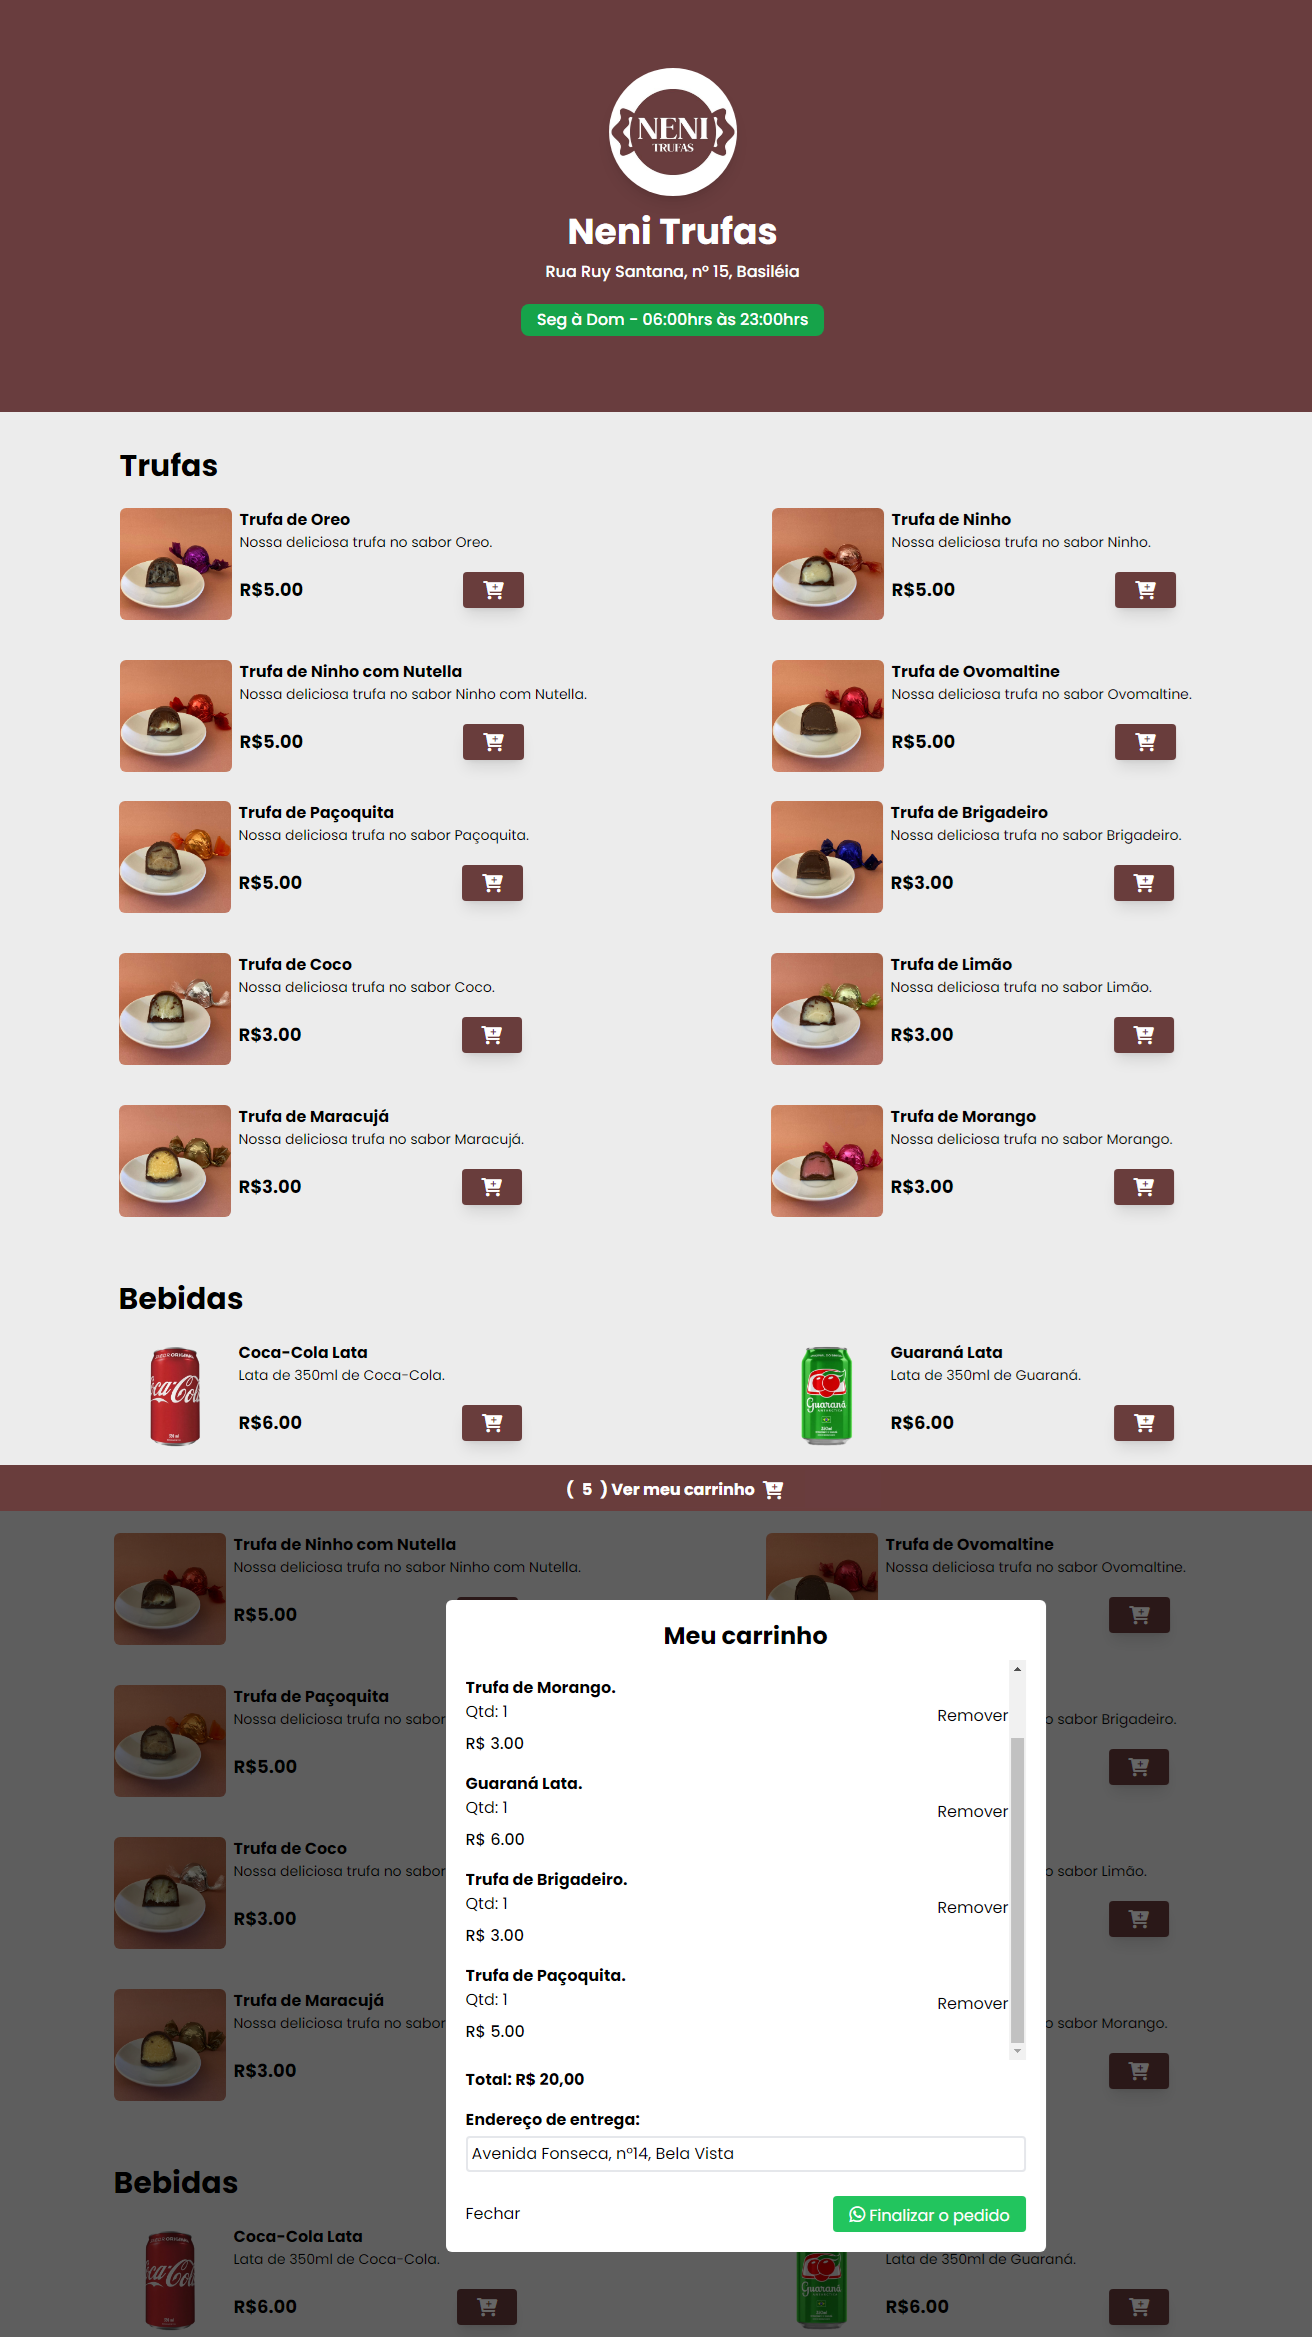 NENI
TRUFAS
Neni Trufas
Rua Ruy Santana, nº 15, Basiléia
Seg à Dom - 06:00hrs às 23:00hrs
Trufas
Trufa de Oreo
Nossa deliciosa trufa no sabor Oreo.
R$5.00
Trufa de Ninho
Nossa deliciosa trufa no sabor Ninho.
R$5.00
Trufa de Ninho com Nutella
Nossa deliciosa trufa no sabor Ninho com Nutella.
R$5.00
Trufa de Ovomaltine
Nossa deliciosa trufa no sabor Ovomaltine.
R$5.00
Trufa de Paçoquita
Nossa deliciosa trufa no sabor Paçoquita.
R$5.00
Trufa de Brigadeiro
Nossa deliciosa trufa no sabor Brigadeiro.
R$3.00
Trufa de Coco
Nossa deliciosa trufa no sabor Coco.
R$3.00
Trufa de Limão
Nossa deliciosa trufa no sabor Limão.
R$3.00
Trufa de Maracujá
Nossa deliciosa trufa no sabor Maracujá.
R$3.00
Trufa de Morango
Nossa deliciosa trufa no sabor Morango.
R$3.00
Bebidas
Coca-Cola Lata
Lata de 350ml de Coca-Cola.
R$6.00
Guaraná Lata
Lata de 350ml de Guaraná.
Guaraná
R$6.00
( 5 ) Ver meu carrinho
Trufa de Ninho com Nutella
Nossa deliciosa trufa no sabor Ninho com Nutella.
R$5.00
Trufa de Ovomaltine
Nossa deliciosa trufa no sabor Ovomaltine.
Trufa de Paçoquita
Nossa deliciosa trufa no sabor
R$5.00
o sabor Brigadeiro.
Trufa de Coco
Nossa deliciosa trufa no sabor
R$3.00
o sabor Limão.
Trufa de Maracujá
Nossa deliciosa trufa no sabor
R$3.00
o sabor Morango.
Meu carrinho
Trufa de Morango.
Qtd: 1
Remover
R$ 3.00
Guaraná Lata.
Qtd: 1
Remover
R$ 6.00
Trufa de Brigadeiro.
Qtd: 1
Remover
R$ 3.00
Trufa de Paçoquita.
Qtd: 1
Remover
R$ 5.00
Total: R$ 20,00
Endereço de entrega:
Avenida Fonseca, nº14, Bela Vista
Fechar
Finalizar o pedido
Bebidas
Coca-Cola Lata
Lata de 350ml de Coca-Cola.
R$6.00
Lata de 350ml de Guaraná.
Guaraná
R$6.00